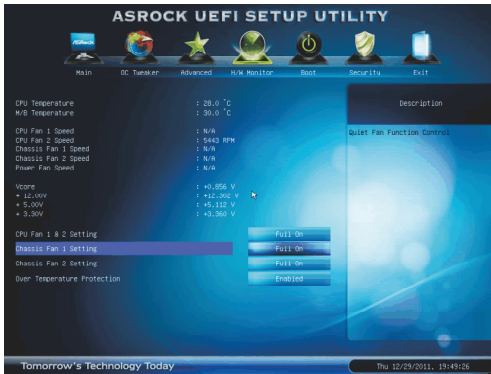 ASROCK UEFI SETUP UTILITY
ASRock
Main OC Tweaker Advanced H/W Monitor Boot Security Exit
CPU Temperature : 28.0 °C
M/B Temperature : 30.0 °C
CPU Fan 1 Speed : N/A
CPU Fan 2 Speed : 5443 RPM
Chassis Fan 1 Speed : N/A
Chassis Fan 2 Speed : N/A
Power Fan Speed : N/A
Vcore : +0.856 V
+ 12.00V : +12.302 V
+ 5.00V : +5.112 V
+ 3.30V : +3.360 V
CPU Fan 1 & 2 Setting Full On
Chassis Fan 1 Setting Full On
Chassis Fan 2 Setting Full On
Over Temperature Protection Enabled
Description
Quiet Fan Function Control
Tomorrow's Technology Today Thu 12/29/2011, 19:49:26